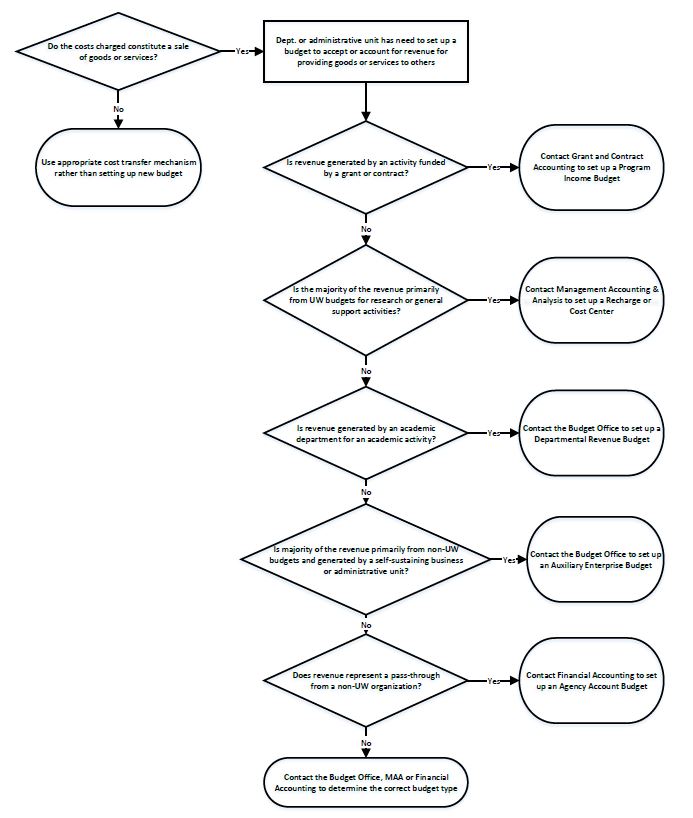 Do the costs charged constitute a sale
of goods or services?
Yes
Dept. or administrative unit has need to set up a
budget to accept or account for revenue for
providing goods or services to others
No
Use appropriate cost transfer mechanism
rather than setting up new budget
Is revenue generated by an activity funded
by a grant or contract?
Yes
Contact Grant and Contract
Accounting to set up a Program
Income Budget
No
Is the majority of the revenue primarily
from UW budgets for research or general
support activities?
Yes
Contact Management Accounting &
Analysis to set up a Recharge or
Cost Center
No
Is revenue generated by an academic
department for an academic activity?
Yes
Contact the Budget Office to set up a
Departmental Revenue Budget
No
Is majority of the revenue primarily from non-UW
budgets and generated by a self-sustaining business
or administrative unit?
Yes
Contact the Budget Office to set up
an Auxiliary Enterprise Budget
No
Does revenue represent a pass-through
from a non-UW organization?
Yes
Contact Financial Accounting to set
up an Agency Account Budget
No
Contact the Budget Office, MAA or Financial
Accounting to determine the correct budget type